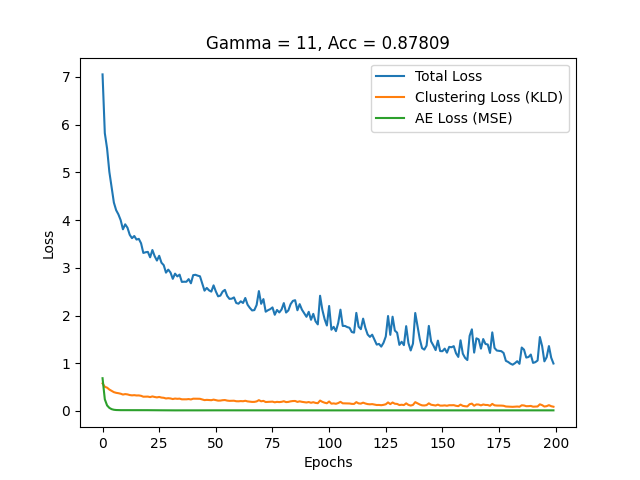 Gamma = 11, Acc = 0.87809
Total Loss
Clustering Loss (KLD)
AE Loss (MSE)
7
6
5
4
3
2
1
0
Loss
0 25 50 75 100 125 150 175 200
Epochs